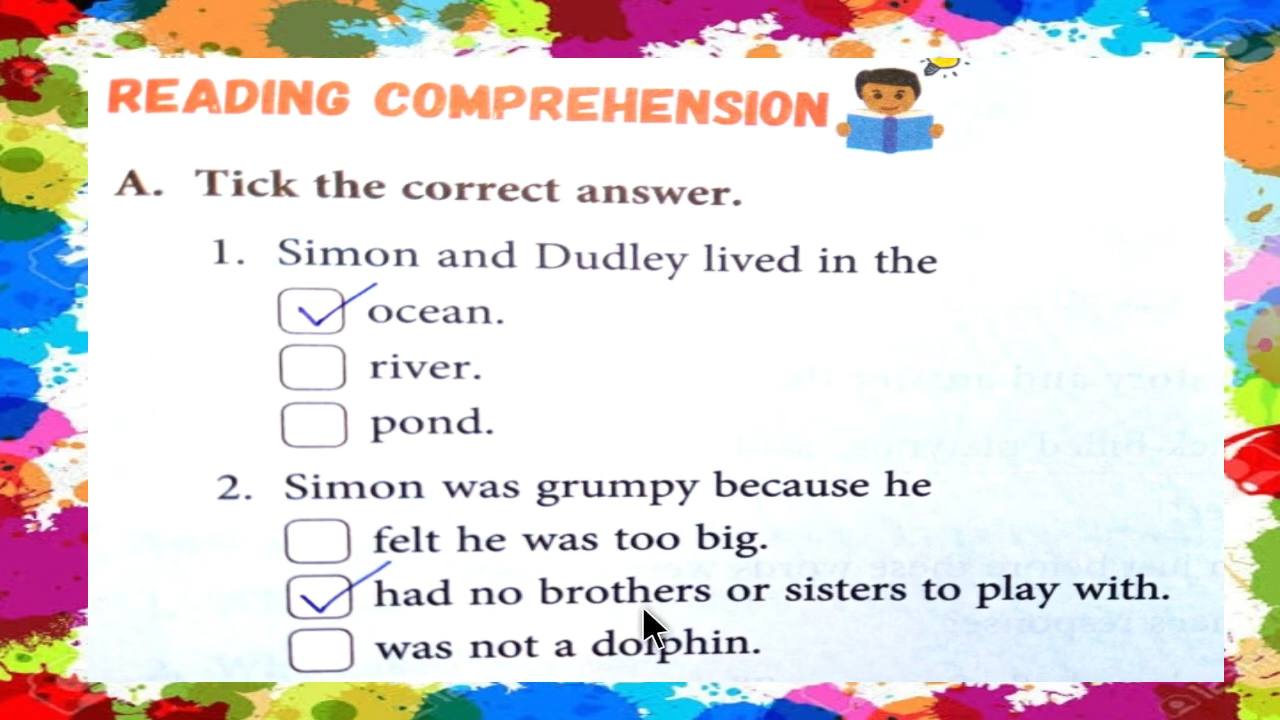 READING COMPREHENSION
A. Tick the correct answer.
1. Simon and Dudley lived in the
ocean.
river.
pond.
2. Simon was grumpy because he
felt he was too big.
had no brothers or sisters to play with.
was not a dolphin.